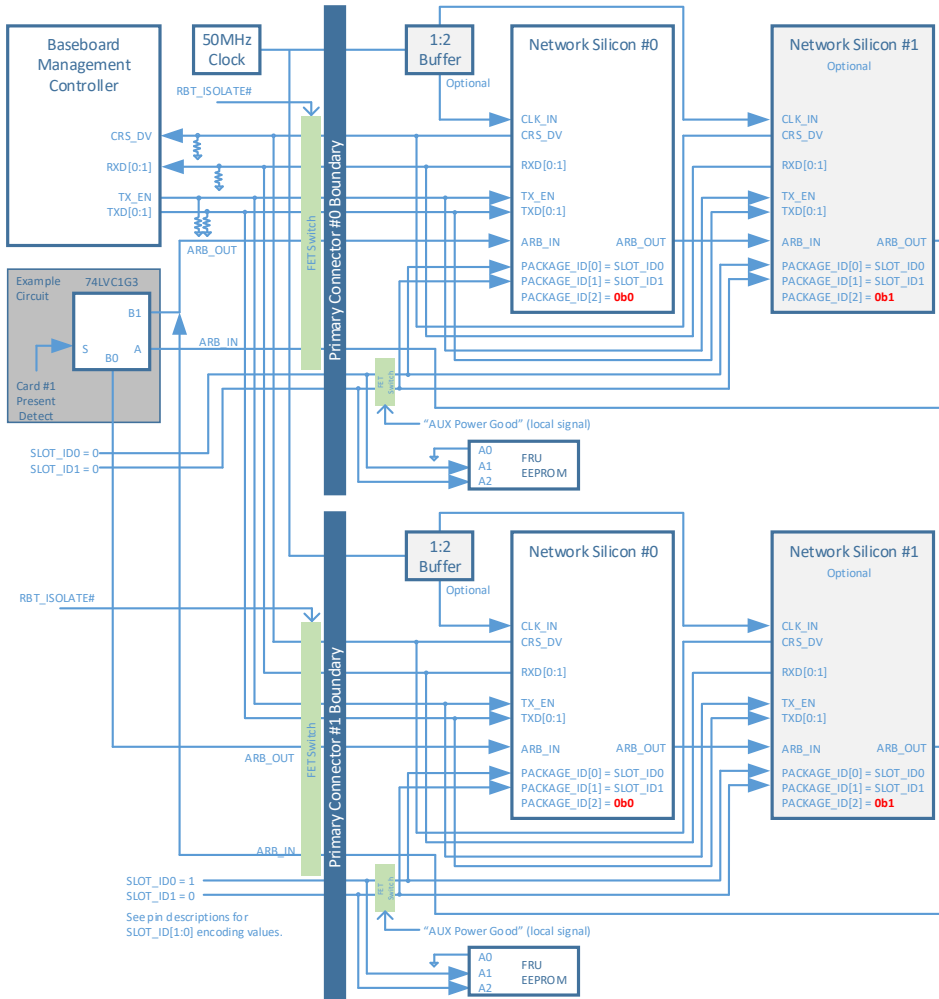 Baseboard
Management
Controller
CRS_DV
RXD[0:1]
TX_EN
TXD[0:1]
50MHz
Clock
RBT_ISOLATE#
ARB_OUT
FET Switch
Primary Connector #0 Boundary
1:2
Buffer
Optional
Network Silicon #0
CLK_IN
CRS_DV
RXD[0:1]
TX_EN
TXD[0:1]
ARB_IN
ARB_OUT
PACKAGE_ID[0] = SLOT_ID0
PACKAGE_ID[1] = SLOT_ID1
PACKAGE_ID[2] = 0b0
Network Silicon #1
Optional
CLK_IN
CRS_DV
RXD[0:1]
TX_EN
TXD[0:1]
ARB_IN
ARB_OUT
PACKAGE_ID[0] = SLOT_ID0
PACKAGE_ID[1] = SLOT_ID1
PACKAGE_ID[2] = 0b1
Example
Circuit
74LVC1G3
B1
S
A
B0
Card #1
Present
Detect
ARB_IN
FET
Switch
"AUX Power Good" (local signal)
SLOT_ID0 = 0
SLOT_ID1 = 0
A0
A1
A2
FRU
EEPROM
RBT_ISOLATE#
FET Switch
Primary Connector #1 Boundary
1:2
Buffer
Optional
Network Silicon #0
CLK_IN
CRS_DV
RXD[0:1]
TX_EN
TXD[0:1]
ARB_IN
ARB_OUT
PACKAGE_ID[0] = SLOT_ID0
PACKAGE_ID[1] = SLOT_ID1
PACKAGE_ID[2] = 0b0
Network Silicon #1
Optional
CLK_IN
CRS_DV
RXD[0:1]
TX_EN
TXD[0:1]
ARB_IN
ARB_OUT
PACKAGE_ID[0] = SLOT_ID0
PACKAGE_ID[1] = SLOT_ID1
PACKAGE_ID[2] = 0b1
ARB_OUT
ARB_IN
FET
Switch
SLOT_ID0 = 1
SLOT_ID1 = 0
See pin descriptions for
SLOT_ID[1:0] encoding values.
"AUX Power Good" (local signal)
A0
A1
A2
FRU
EEPROM